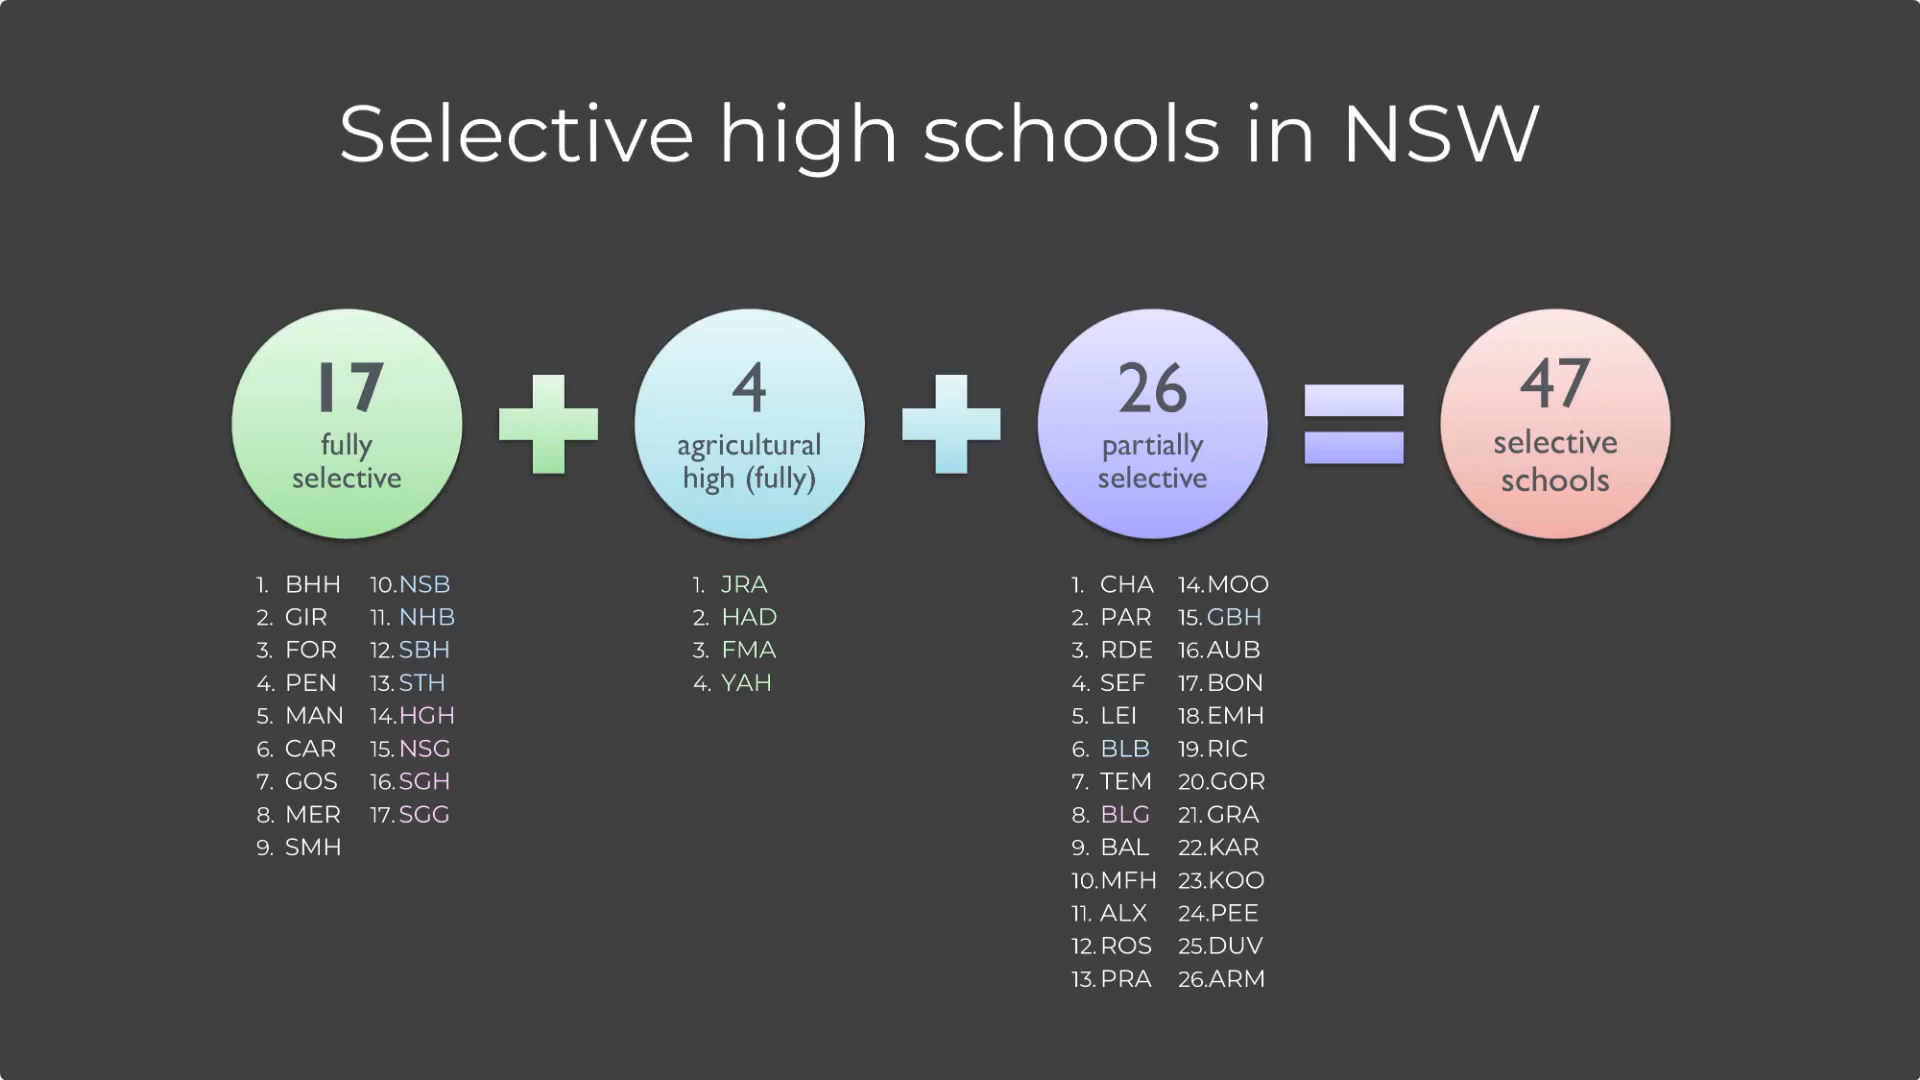 Selective high schools in NSW
17
fully
selective
4
agricultural
high (fully)
26
partially
selective
47
selective
schools
1. BHH
2. GIR
3. FOR
4. PEN
5. MAN
6. CAR
7. GOS
8. MER
9. SMH
10. NSB
11. NHB
12. SBH
13. STH
14. HGH
15. NSG
16. SGH
17. SGG
1. JRA
2. HAD
3. FMA
4. YAH
1. CHA
2. PAR
3. RDE
4. SEF
5. LEI
6. BLB
7. TEM
8. BLG
9. BAL
10. MFH
11. ALX
12. ROS
13. PRA
14. MOO
15. GBH
16. AUB
17. BON
18. EMH
19. RIC
20. GOR
21. GRA
22. KAR
23. KOO
24. PEE
25. DUV
26. ARM